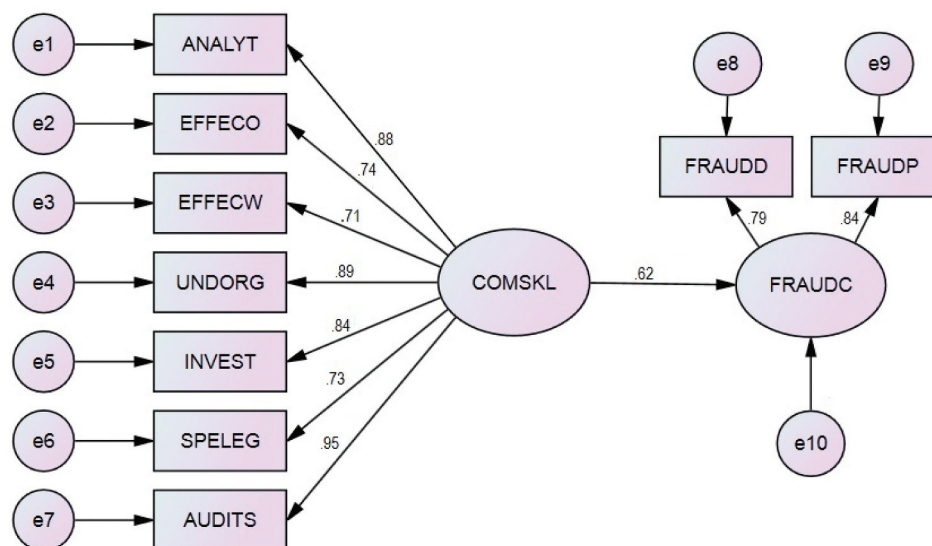 e1
ANALYT
e8
e9
e2
EFFECO
.88
.74
FRAUDD
FRAUDP
e3
EFFECW
.71
.79
.84
e4
UNDORG
.89
COMSKL
.62
FRAUDC
e5
INVEST
.84
.73
e6
SPELEG
.95
e10
e7
AUDITS